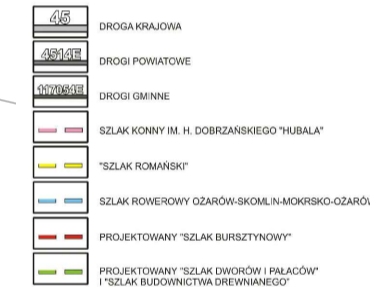 45
DROGA KRAJOWA
4514E
DROGI POWIATOWE
117054E
DROGI GMINNE
SZLAK KONNY IM. H. DOBRZAŃSKIEGO "HUBALA"
"SZLAK ROMAŃSKI"
SZLAK ROWEROWY OŻARÓW-SKOMLIN-MOKRSKO-OŻARÓW
PROJEKTOWANY "SZLAK BURSZTYNOWY"
PROJEKTOWANY "SZLAK DWORÓW I PAŁACÓW"
I "SZLAK BUDOWNICTWA DREWNIANEGO"